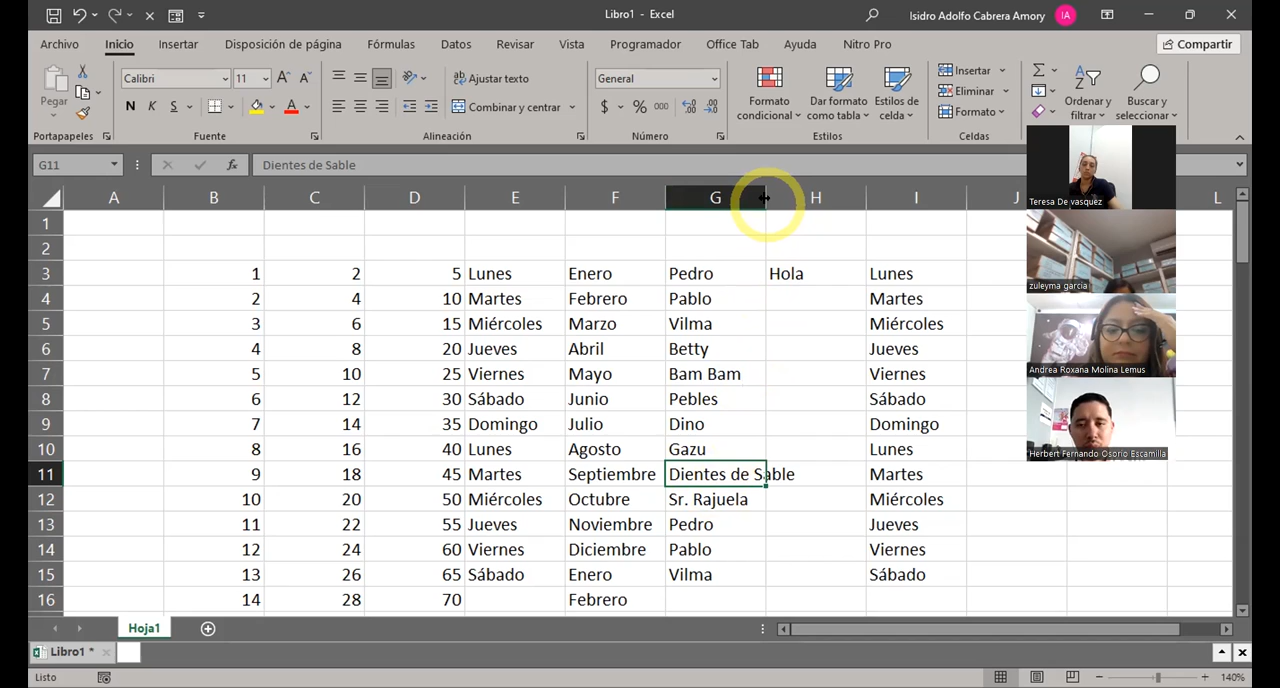 Libro1 - Excel
Isidro Adolfo Cabrera Amory IA
Archivo Inicio Insertar Disposición de página Fórmulas Datos Revisar Vista Programador Office Tab Ayuda Nitro Pro Compartir
Pegar
Calibri 11
N K S
Ajustar texto
Combinar y centrar
General
$ % 000
Formato condicional
Dar formato como tabla
Estilos de celda
Insertar
Eliminar
Formato
Ordenar y filtrar
Buscar y seleccionar
Portapapeles Fuente Alineación Número Estilos Celdas
G11 fx Dientes de Sable
A B C D E F G H I J L
1
2
3 1 2 5 Lunes Enero Pedro Hola Lunes
4 2 4 10 Martes Febrero Pablo Martes
5 3 6 15 Miércoles Marzo Vilma Miércoles
6 4 8 20 Jueves Abril Betty Jueves
7 5 10 25 Viernes Mayo Bam Bam Viernes
8 6 12 30 Sábado Junio Pebles Sábado
9 7 14 35 Domingo Julio Dino Domingo
10 8 16 40 Lunes Agosto Gazu Lunes
11 9 18 45 Martes Septiembre Dientes de Sable Martes
12 10 20 50 Miércoles Octubre Sr. Rajuela Miércoles
13 11 22 55 Jueves Noviembre Pedro Jueves
14 12 24 60 Viernes Diciembre Pablo Viernes
15 13 26 65 Sábado Enero Vilma Sábado
16 14 28 70 Febrero
Teresa De vasquez
zuleyma garcia
Andrea Roxana Molina Lemus
Herbert Fernando Osorio Escamilla
Hoja1
Libro1 *
Listo
140%